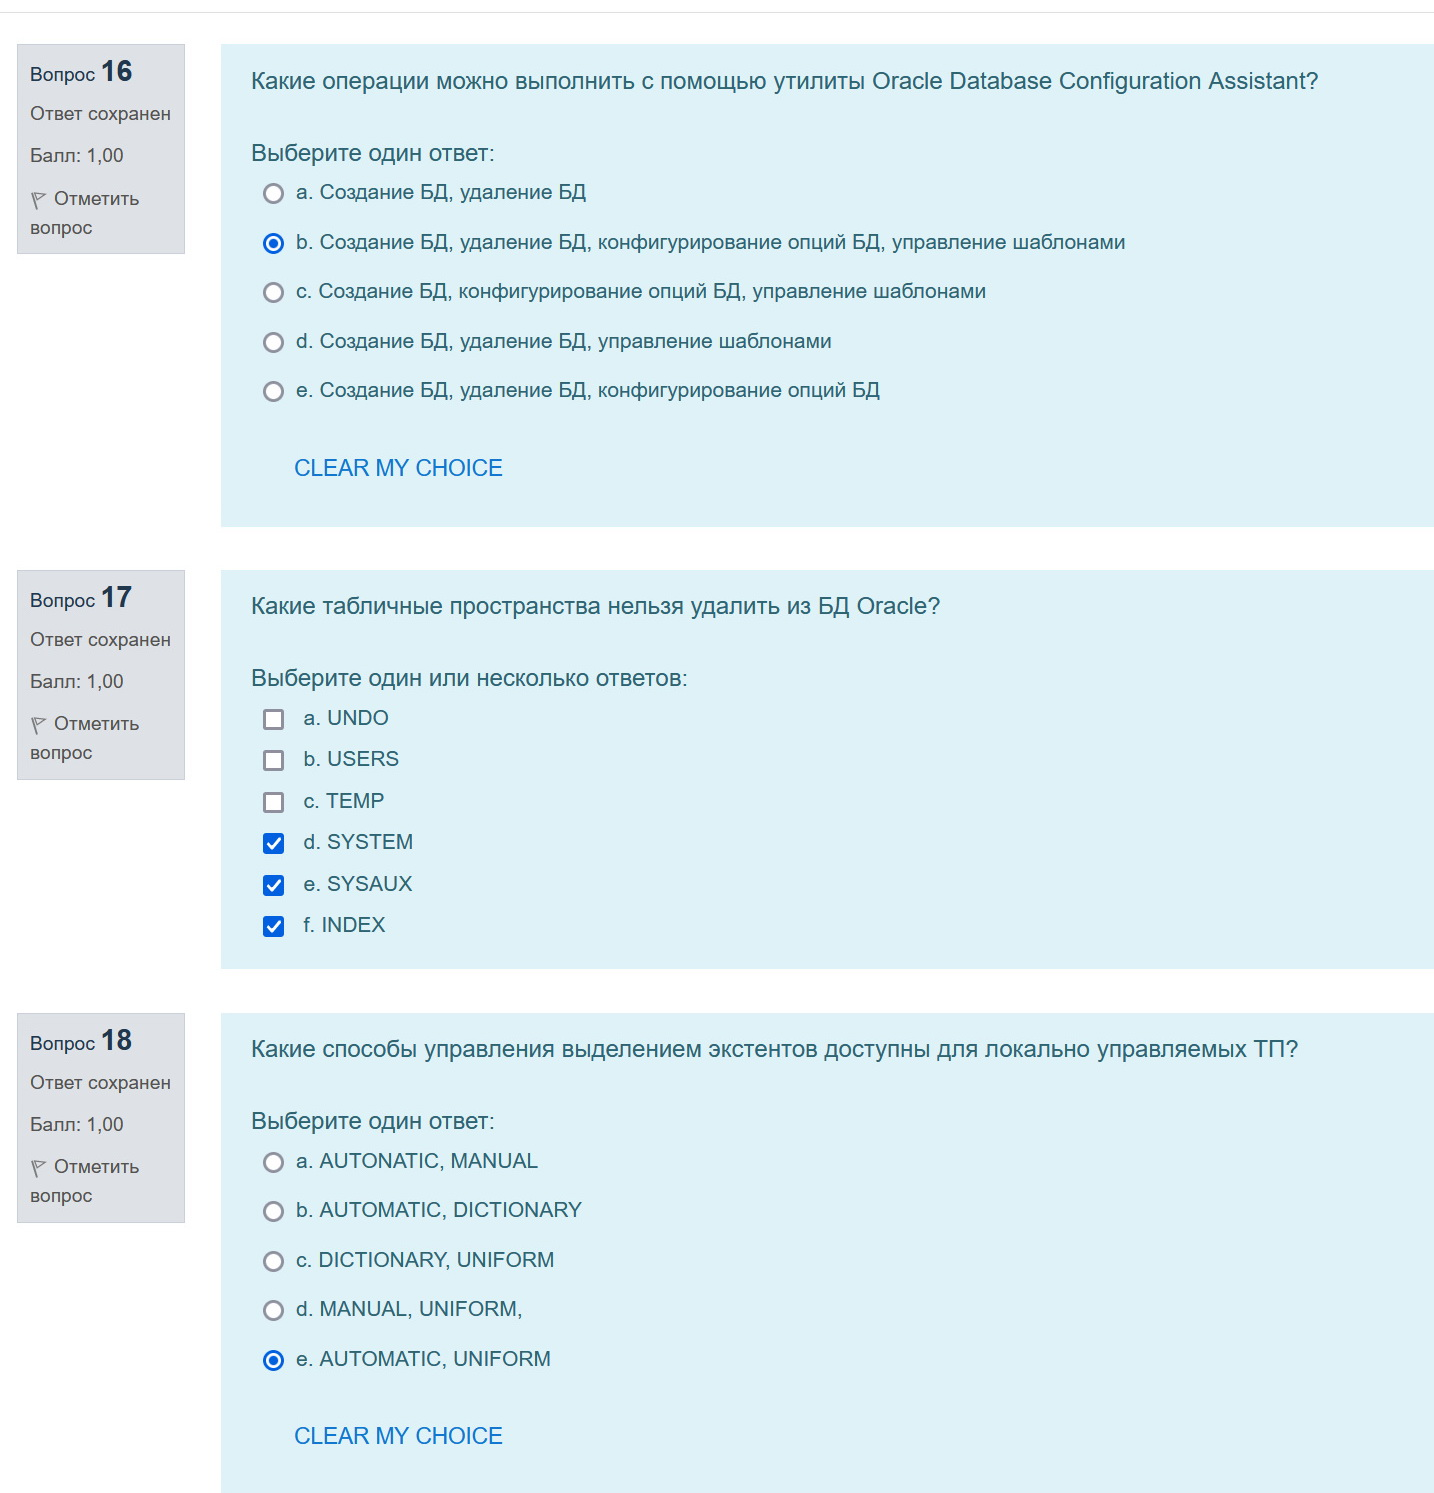 Вопрос 16
Ответ сохранен
Балл: 1,00
Отметить
вопрос
Какие операции можно выполнить с помощью утилиты Oracle Database Configuration Assistant?
Выберите один ответ:
a. Создание БД, удаление БД
b. Создание БД, удаление БД, конфигурирование опций БД, управление шаблонами
c. Создание БД, конфигурирование опций БД, управление шаблонами
d. Создание БД, удаление БД, управление шаблонами
e. Создание БД, удаление БД, конфигурирование опций БД
CLEAR MY CHOICE
Вопрос 17
Ответ сохранен
Балл: 1,00
Отметить
вопрос
Какие табличные пространства нельзя удалить из БД Oracle?
Выберите один или несколько ответов:
a. UNDO
b. USERS
c. TEMP
d. SYSTEM
e. SYSAUX
f. INDEX
Вопрос 18
Ответ сохранен
Балл: 1,00
Отметить
вопрос
Какие способы управления выделением экстентов доступны для локально управляемых ТП?
Выберите один ответ:
a. AUTONATIC, MANUAL
b. AUTOMATIC, DICTIONARY
c. DICTIONARY, UNIFORM
d. MANUAL, UNIFORM,
e. AUTOMATIC, UNIFORM
CLEAR MY CHOICE